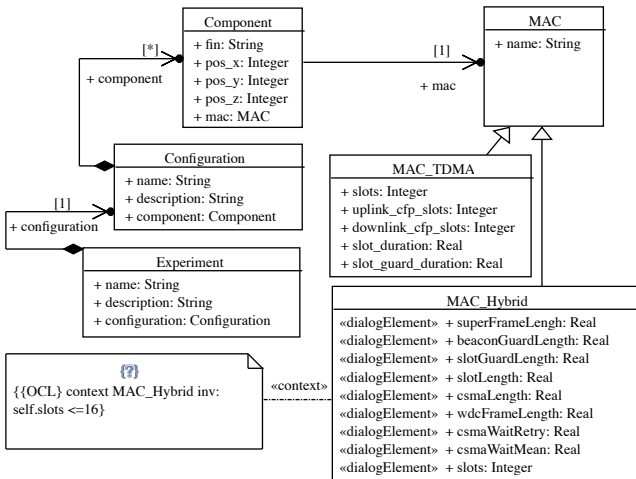 Component
+ fin: String
+ pos_x: Integer
+ pos_y: Integer
+ pos_z: Integer
+ mac: MAC
[*]
+ component
[1]
+ mac
MAC
+ name: String
Configuration
+ name: String
+ description: String
+ component: Component
[1]
+ configuration
Experiment
+ name: String
+ description: String
+ configuration: Configuration
MAC_TDMA
+ slots: Integer
+ uplink_cfp_slots: Integer
+ downlink_cfp_slots: Integer
+ slot_duration: Real
+ slot_guard_duration: Real
MAC_Hybrid
«dialogElement» + superFrameLengh: Real
«dialogElement» + beaconGuardLength: Real
«dialogElement» + slotGuardLength: Real
«dialogElement» + slotLength: Real
«dialogElement» + csmaLength: Real
«dialogElement» + wdcFrameLength: Real
«dialogElement» + csmaWaitRetry: Real
«dialogElement» + csmaWaitMean: Real
«dialogElement» + slots: Integer
{?}
{{OCL} context MAC_Hybrid inv:
self.slots <=16}
«context»